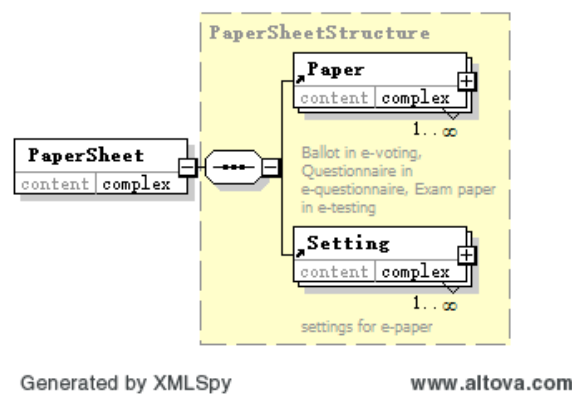 PaperSheetStructure
Paper
content complex
1..∞
Ballot in e-voting,
Questionnaire in
e-questionnaire, Exam paper
in e-testing
PaperSheet
content complex
Setting
content complex
1..∞
settings for e-paper
Generated by XMLSpy
www.altova.com